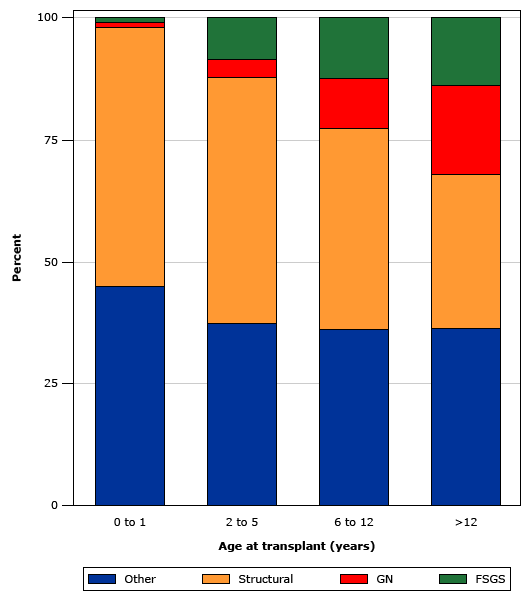 100
75
50
25
0
Percent
0 to 1
2 to 5
6 to 12
>12
Age at transplant (years)
Other Structural GN FSGS